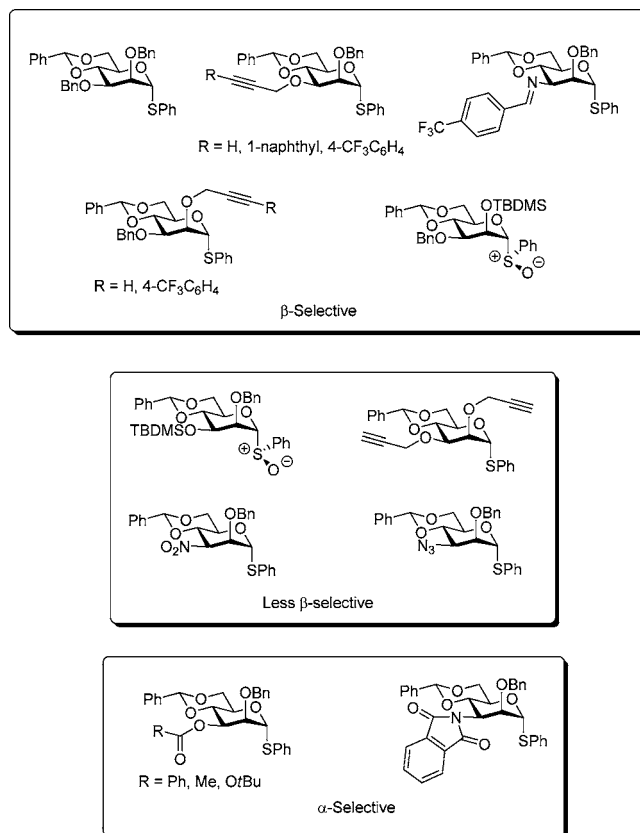 Ph O O OBn O BnO SPh
Ph O O OBn O R O SPh
R = H, 1-naphthyl, 4-CF3C6H4
Ph O O OBn O N F3C SPh
Ph O O O R O BnO SPh
R = H, 4-CF3C6H4
Ph O O OTBDMS O BnO Ph S + O −
β-Selective
Ph O O OBn O TBDMSO Ph S + O −
Ph O O O O O SPh
Ph O O OBn O O2N SPh
Ph O O OBn O N3 SPh
Less β-selective
Ph O O OBn O R O O SPh
R = Ph, Me, OtBu
Ph O O OBn O O N O SPh
α-Selective